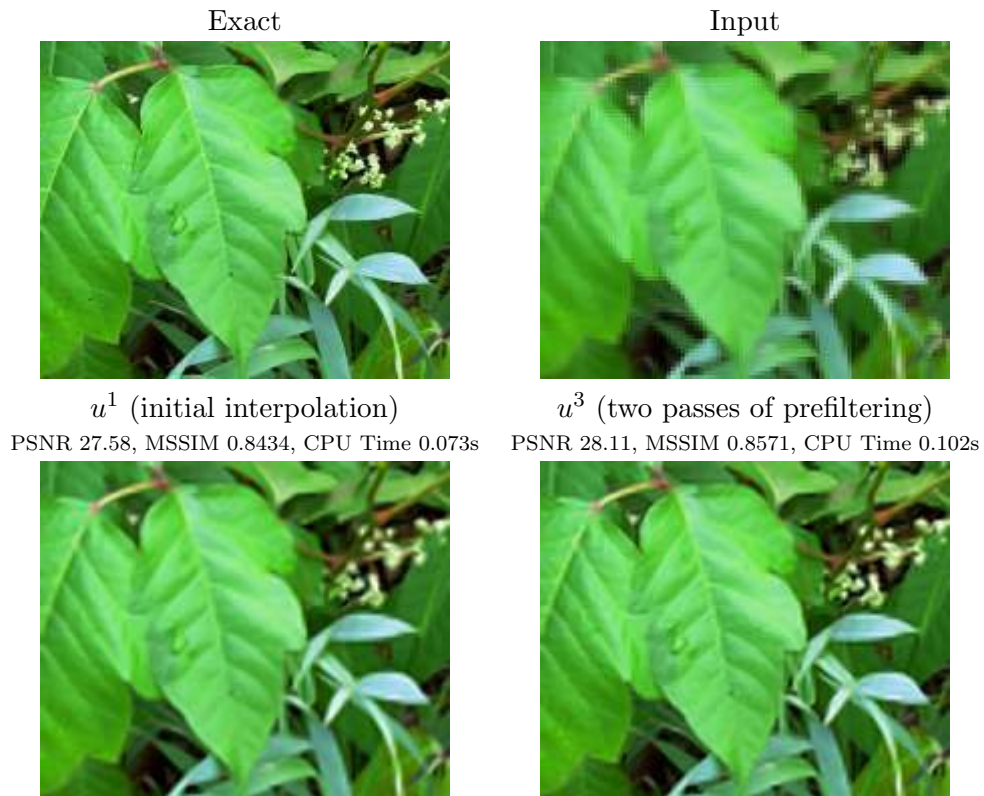 Exact
Input
u¹ (initial interpolation)
u³ (two passes of prefiltering)
PSNR 27.58, MSSIM 0.8434, CPU Time 0.073s
PSNR 28.11, MSSIM 0.8571, CPU Time 0.102s